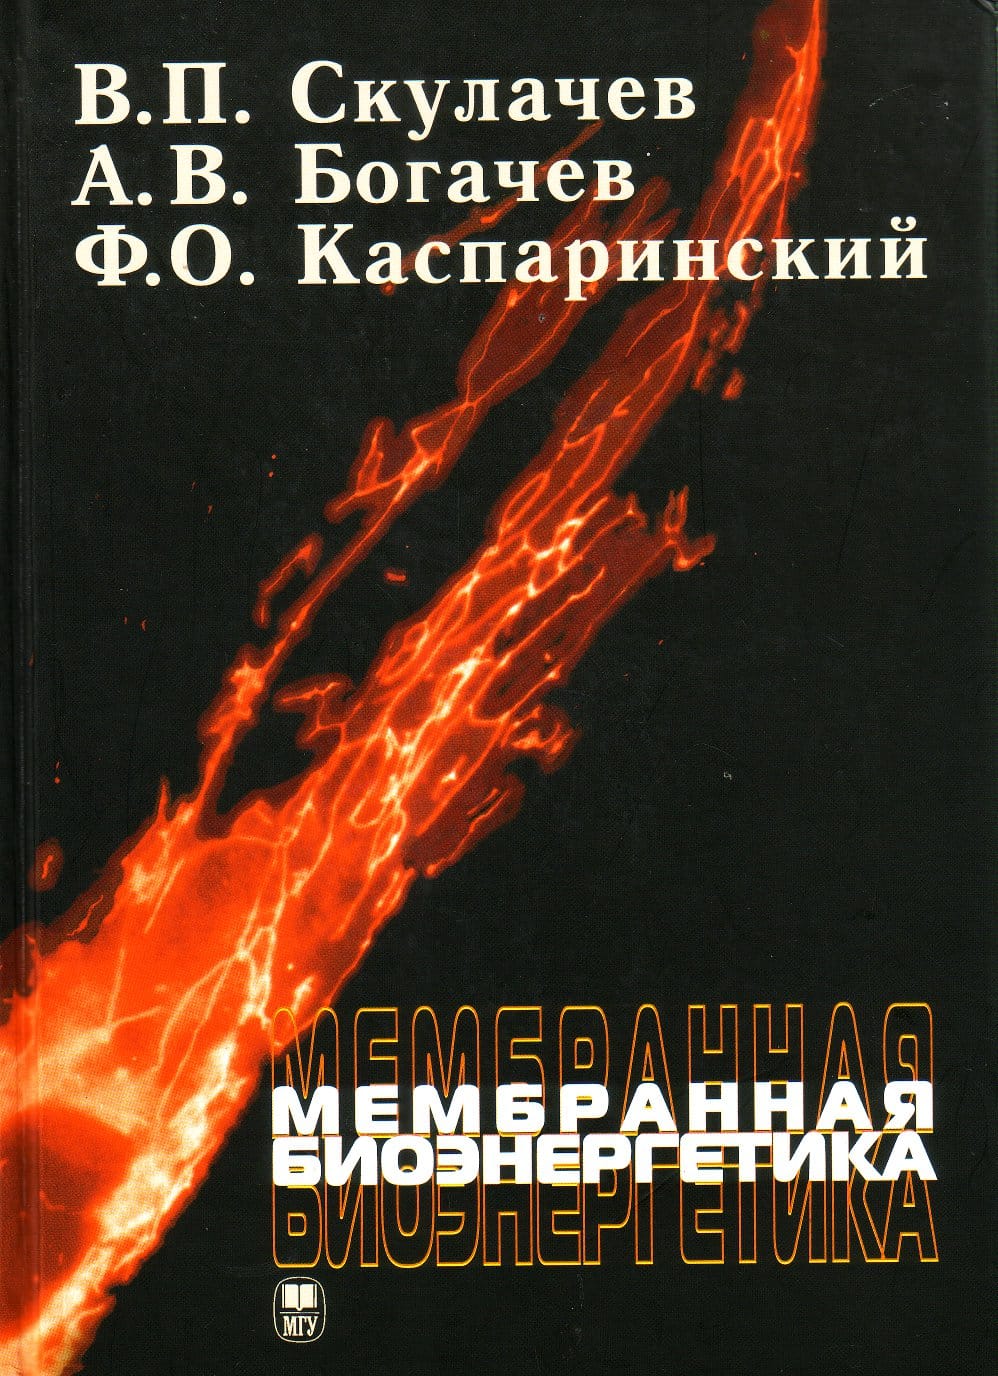 В.П. Скулачев
А.В. Богачев
Ф.О. Каспаринский
МЕМБРАННАЯ
МЕМБРАННАЯ
БИОЭНЕРГЕТИКА
БИОЭНЕРГЕТИКА
МГУ